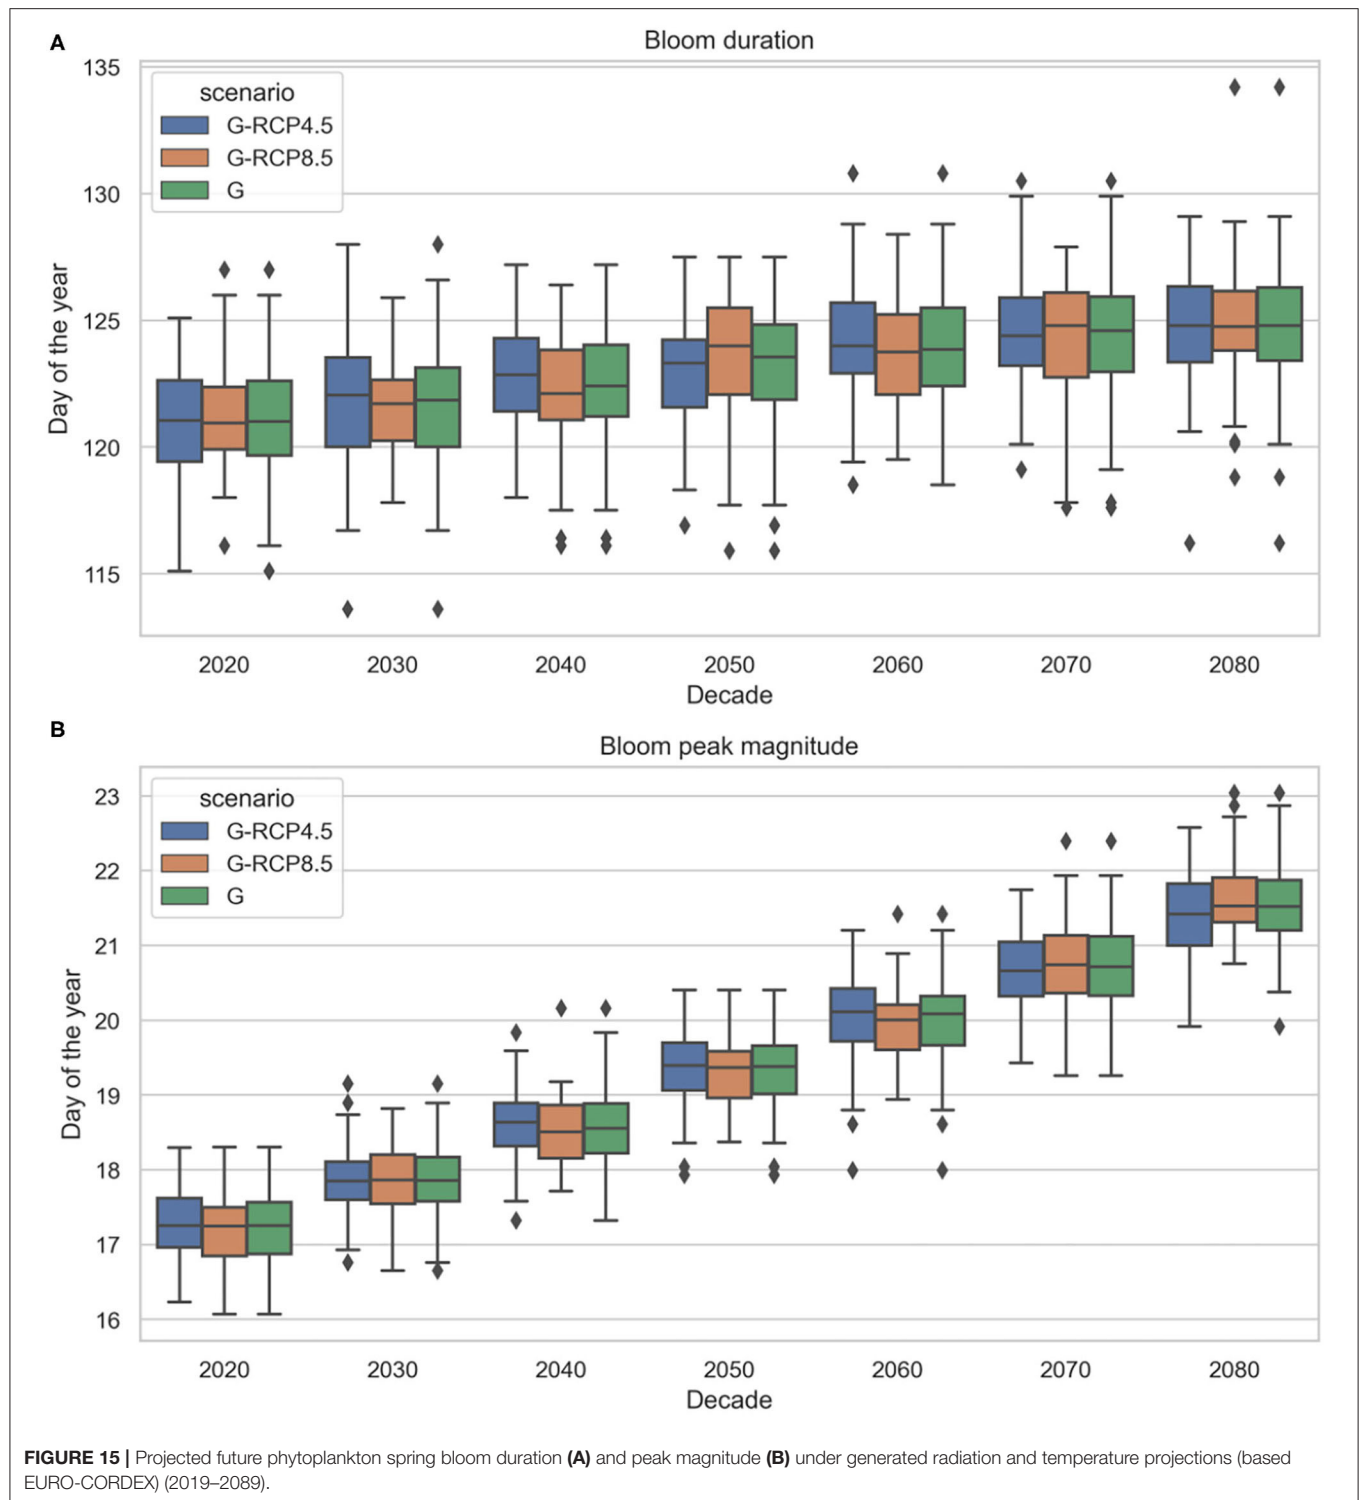 A
Bloom duration
135
130
125
120
115
Day of the year
scenario
G-RCP4.5
G-RCP8.5
G
2020 2030 2040 2050 2060 2070 2080
Decade
B
Bloom peak magnitude
23
22
21
20
19
18
17
16
Day of the year
scenario
G-RCP4.5
G-RCP8.5
G
2020 2030 2040 2050 2060 2070 2080
Decade
FIGURE 15 | Projected future phytoplankton spring bloom duration (A) and peak magnitude (B) under generated radiation and temperature projections (based
EURO-CORDEX) (2019–2089).